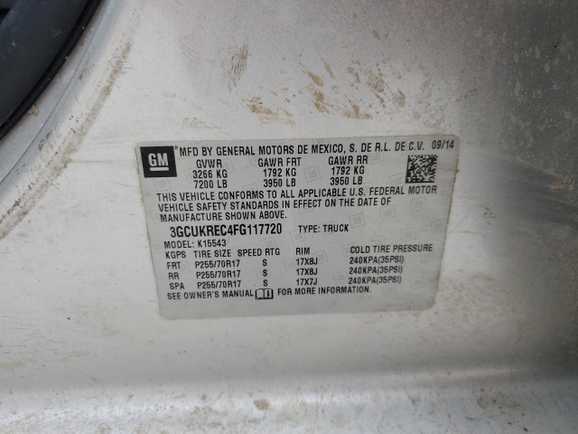 GM MFD BY GENERAL MOTORS DE MEXICO, S. DE R.L. DE C.V. 09/14
GVWR GAWR FRT GAWR RR
3266 KG 1792 KG 1792 KG
7200 LB 3950 LB 3950 LB
THIS VEHICLE CONFORMS TO ALL APPLICABLE U.S. FEDERAL MOTOR
VEHICLE SAFETY STANDARDS IN EFFECT ON THE DATE OF
MANUFACTURE SHOWN ABOVE.
3GCUKREC4FG117720 TYPE: TRUCK
MODEL: K15543
KGPS TIRE SIZE SPEED RTG RIM COLD TIRE PRESSURE
FRT P255/70R17 S 17X8J 240KPA(35PSI)
RR P255/70R17 S 17X8J 240KPA(35PSI)
SPA P255/70R17 S 17X7J 240KPA(35PSI)
SEE OWNER'S MANUAL FOR MORE INFORMATION.